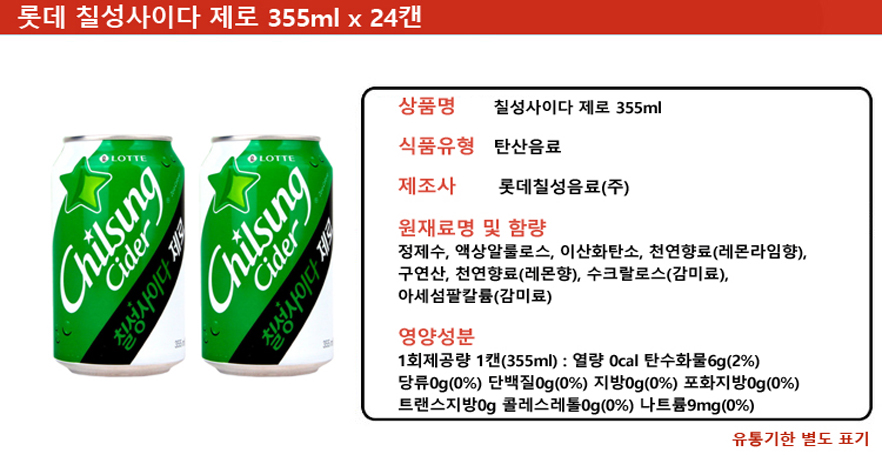 롯데 칠성사이다 제로 355ml x 24캔
LOTTE
Chilsung
Cider
칠성사이다 제로
LOTTE
Chilsung
Cider
칠성사이다 제로
상품명 칠성사이다 제로 355ml
식품유형 탄산음료
제조사 롯데칠성음료(주)
원재료명 및 함량
정제수, 액상알룰로스, 이산화탄소, 천연향료(레몬라임향),
구연산, 천연향료(레몬향), 수크랄로스(감미료),
아세섬팔칼륨(감미료)
영양성분
1회제공량 1캔(355ml) : 열량 0cal 탄수화물6g(2%)
당류0g(0%) 단백질0g(0%) 지방0g(0%) 포화지방0g(0%)
트랜스지방0g 콜레스레톨0g(0%) 나트륨9mg(0%)
유통기한 별도 표기